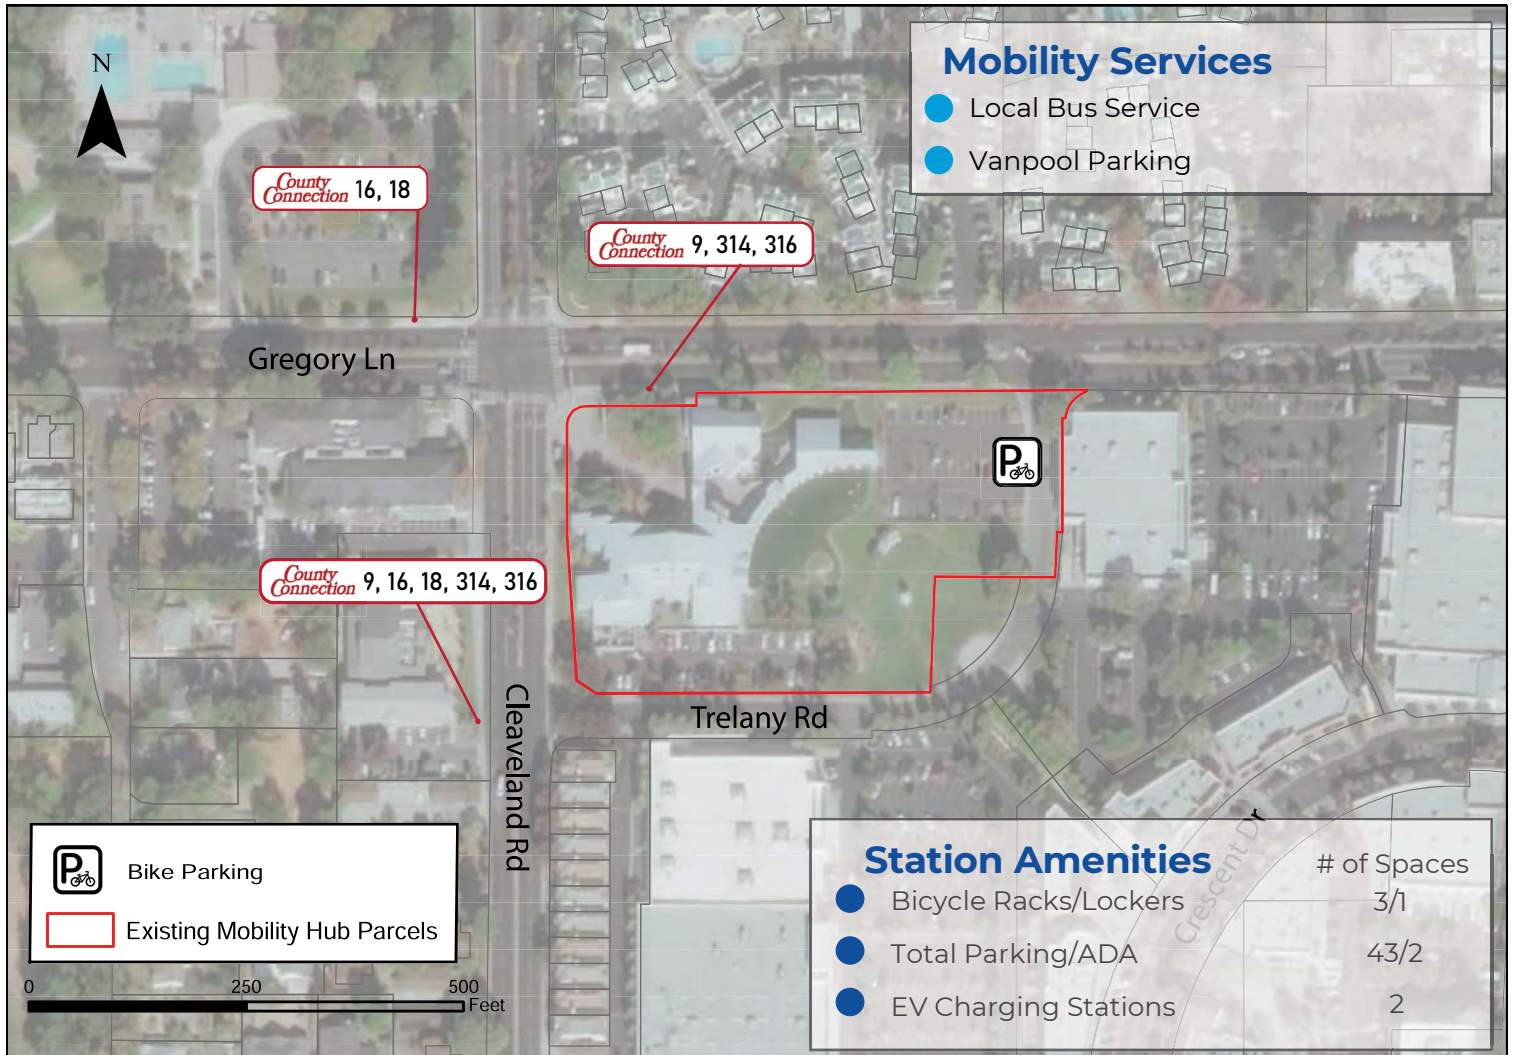 N
Mobility Services
Local Bus Service
Vanpool Parking
County Connection 16, 18
County Connection 9, 314, 316
Gregory Ln
P
County Connection 9, 16, 18, 314, 316
Cleaveland Rd
Trelany Rd
Crescent Dr
P Bike Parking
Existing Mobility Hub Parcels
0 250 500
Feet
Station Amenities # of Spaces
Bicycle Racks/Lockers 3/1
Total Parking/ADA 43/2
EV Charging Stations 2